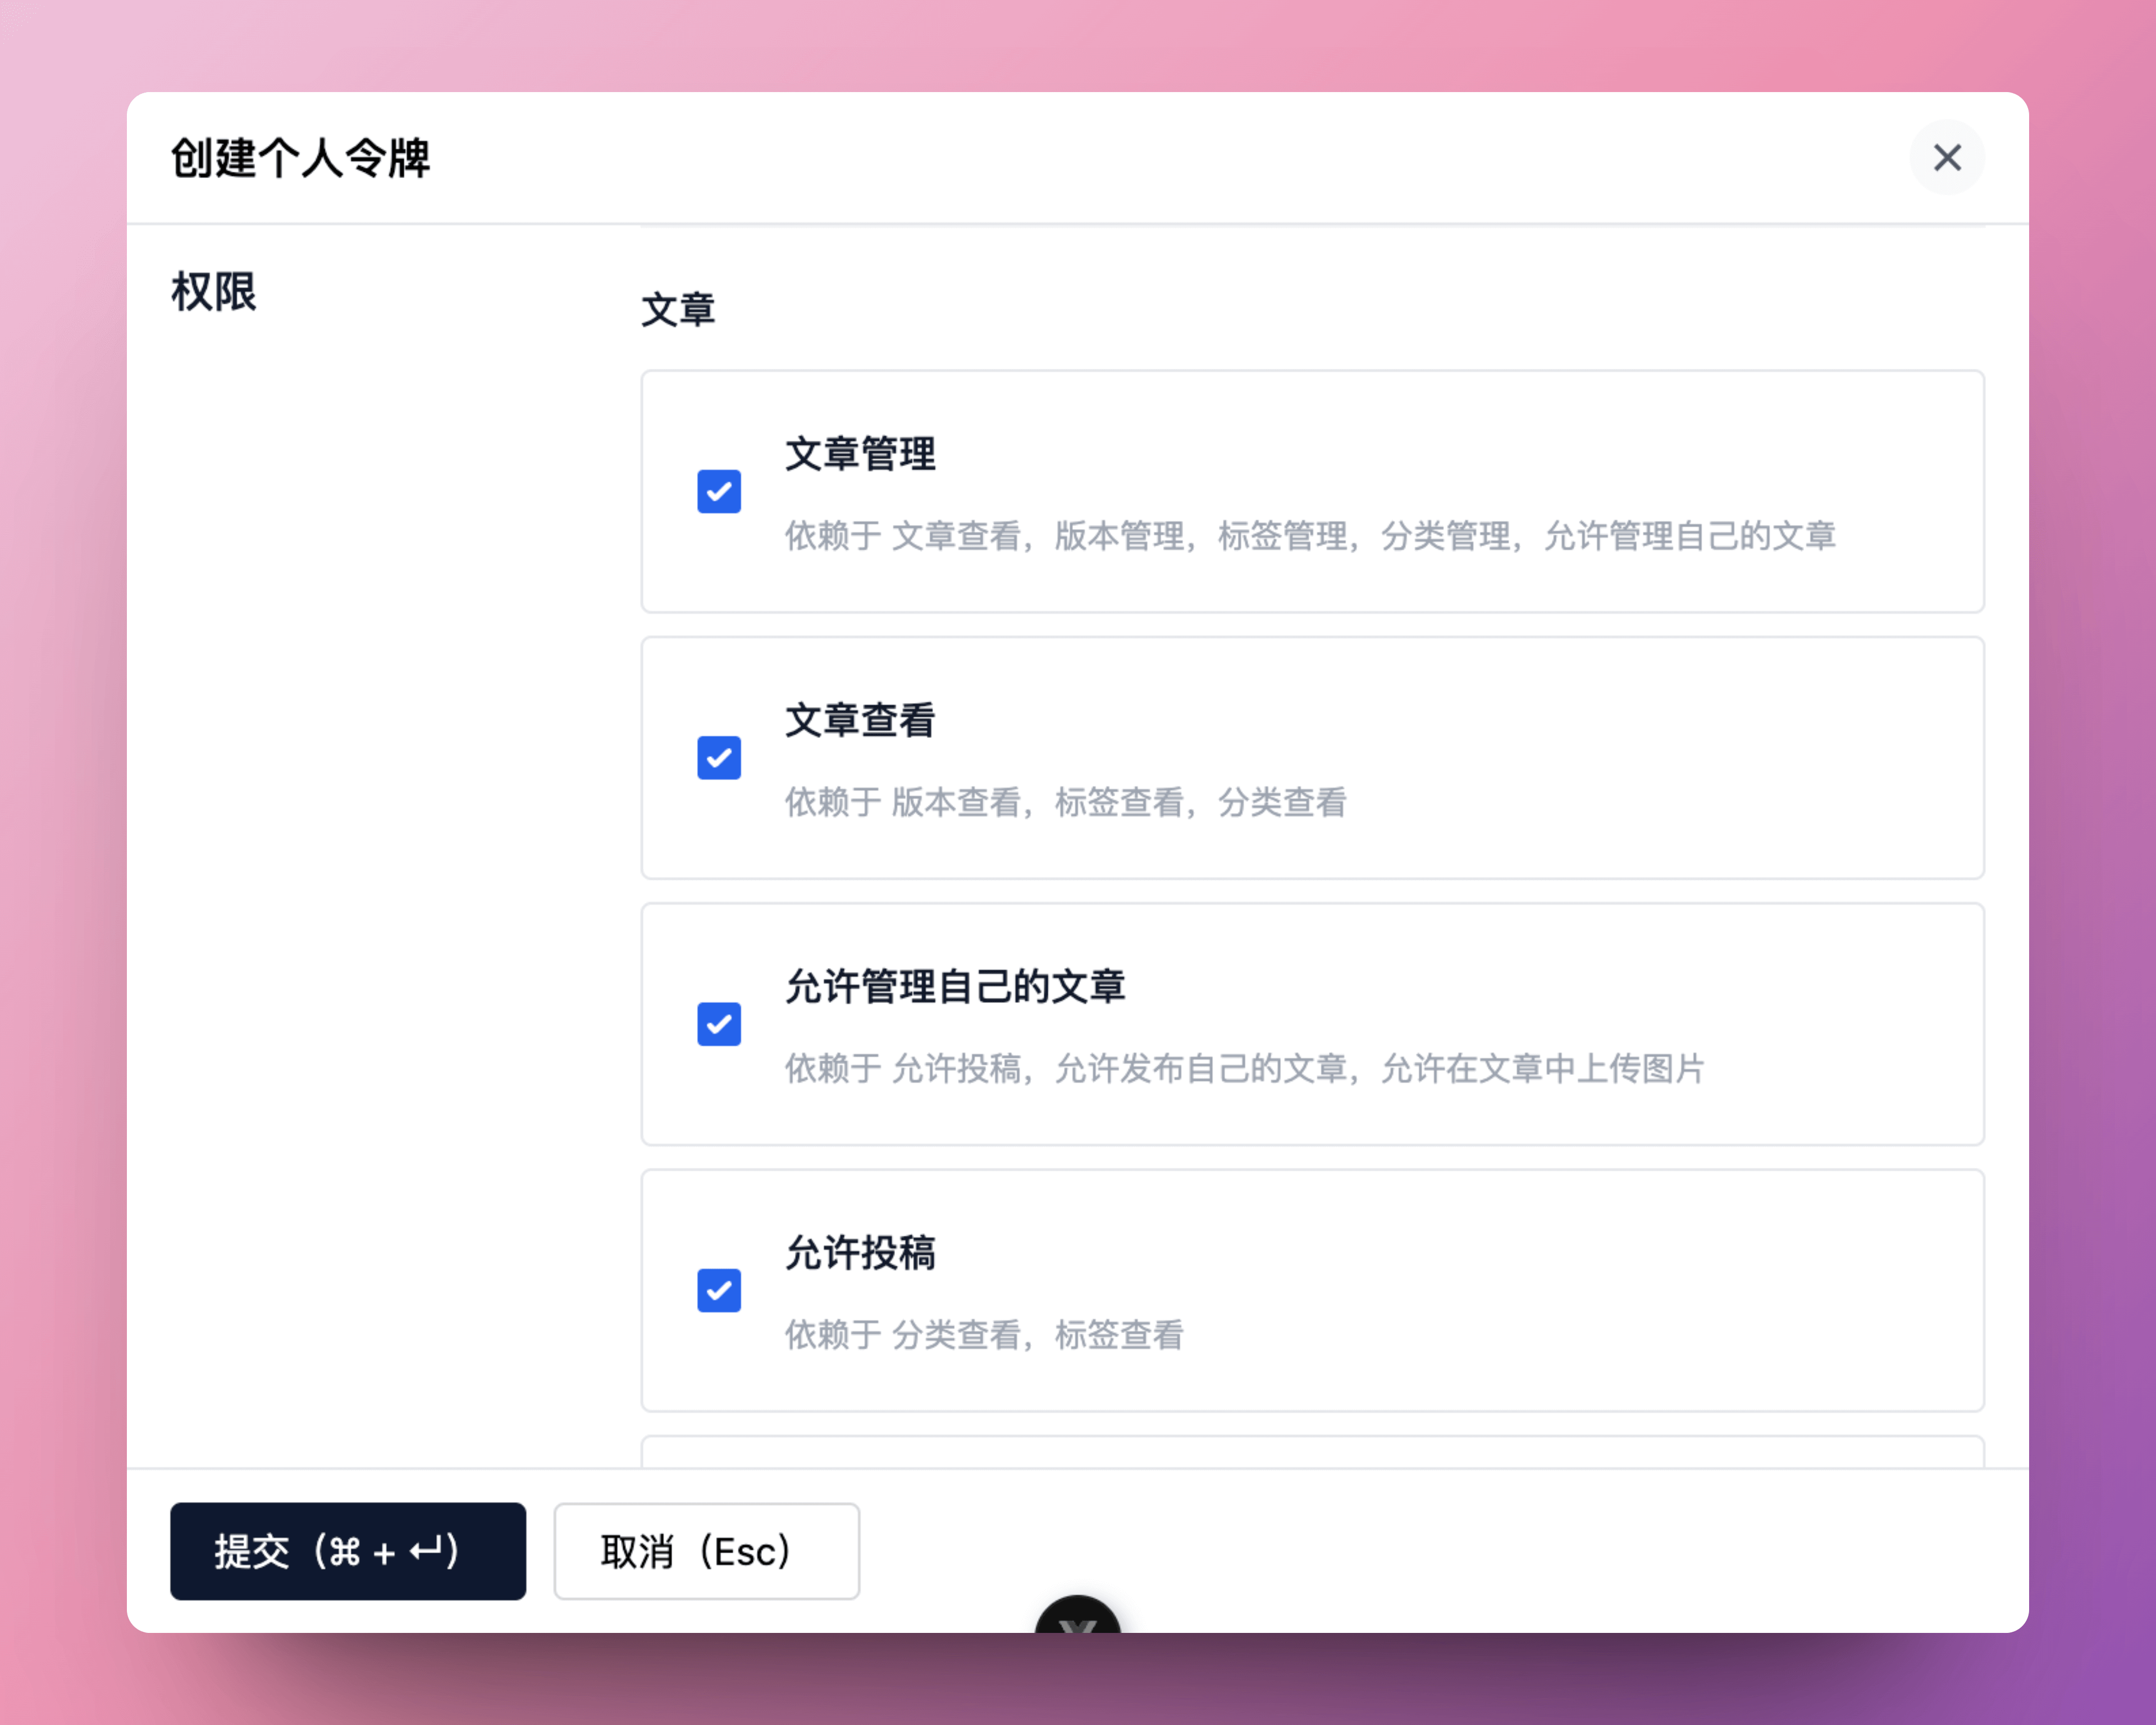 创建个人令牌
权限
文章
文章管理
依赖于 文章查看，版本管理，标签管理，分类管理，允许管理自己的文章
文章查看
依赖于 版本查看，标签查看，分类查看
允许管理自己的文章
依赖于 允许投稿，允许发布自己的文章，允许在文章中上传图片
允许投稿
依赖于 分类查看，标签查看
提交（⌘ + ↵）
取消（Esc）